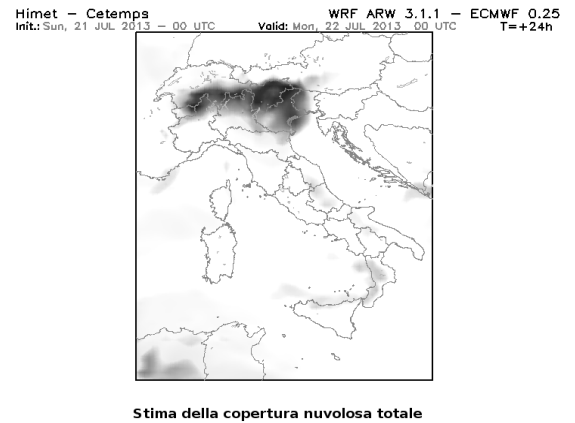 Himet – Cetemps WRF ARW 3.1.1 – ECMWF 0.25
Init.: Sun, 21 JUL 2013 – 00 UTC Valid: Mon, 22 JUL 2013 00 UTC T=+24h
Stima della copertura nuvolosa totale